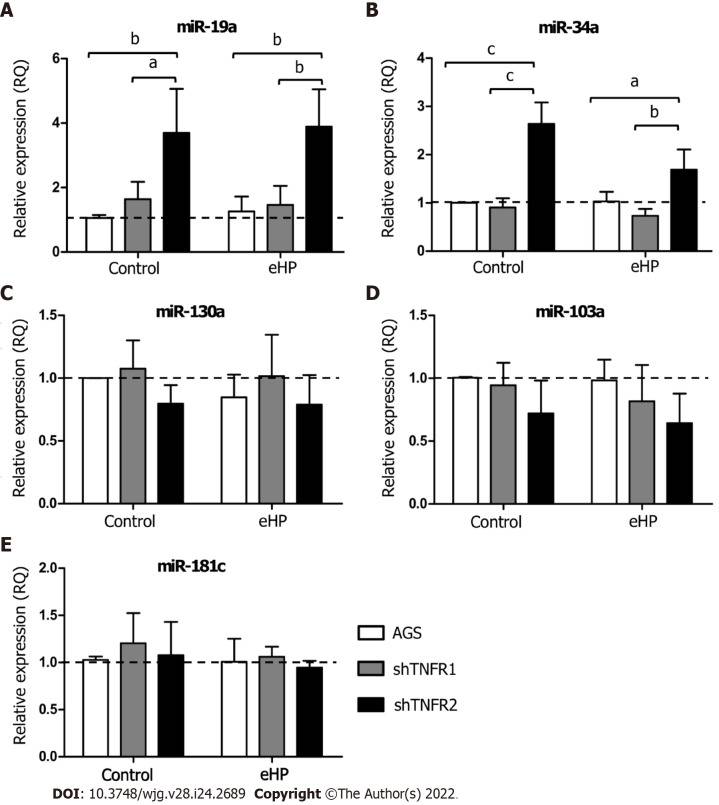 A
miR-19a
Relative expression (RQ)
6
4
2
0
b
a
b
b
Control
eHP
B
miR-34a
Relative expression (RQ)
4
3
2
1
0
c
c
a
b
Control
eHP
C
miR-130a
Relative expression (RQ)
1.5
1.0
0.5
0.0
Control
eHP
D
miR-103a
Relative expression (RQ)
1.5
1.0
0.5
0.0
Control
eHP
E
miR-181c
Relative expression (RQ)
2.0
1.5
1.0
0.5
0.0
Control
eHP
AGS
shTNFR1
shTNFR2
DOI: 10.3748/wjg.v28.i24.2689 Copyright ©The Author(s) 2022.